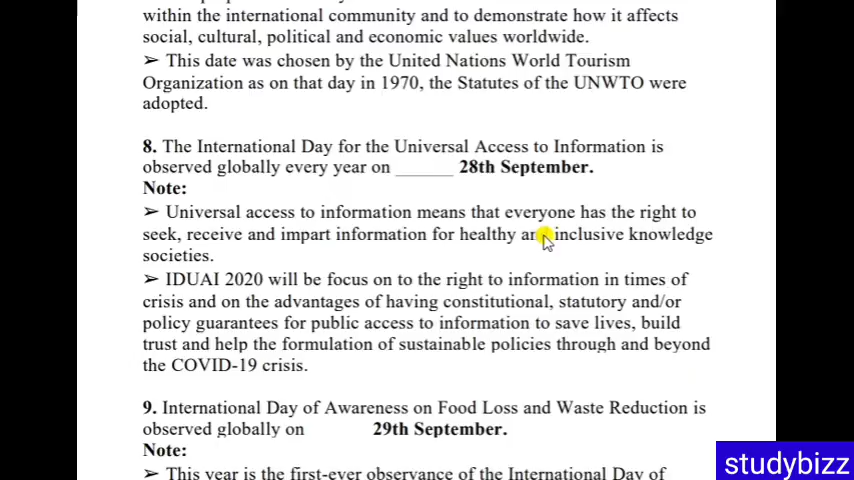 within the international community and to demonstrate how it affects
social, cultural, political and economic values worldwide.
➢ This date was chosen by the United Nations World Tourism
Organization as on that day in 1970, the Statutes of the UNWTO were
adopted.
8. The International Day for the Universal Access to Information is
observed globally every year on ______ 28th September.
Note:
➢ Universal access to information means that everyone has the right to
seek, receive and impart information for healthy and inclusive knowledge
societies.
➢ IDUAI 2020 will be focus on to the right to information in times of
crisis and on the advantages of having constitutional, statutory and/or
policy guarantees for public access to information to save lives, build
trust and help the formulation of sustainable policies through and beyond
the COVID-19 crisis.
9. International Day of Awareness on Food Loss and Waste Reduction is
observed globally on 29th September.
Note:
➢ This year is the first-ever observance of the International Day of
studybizz